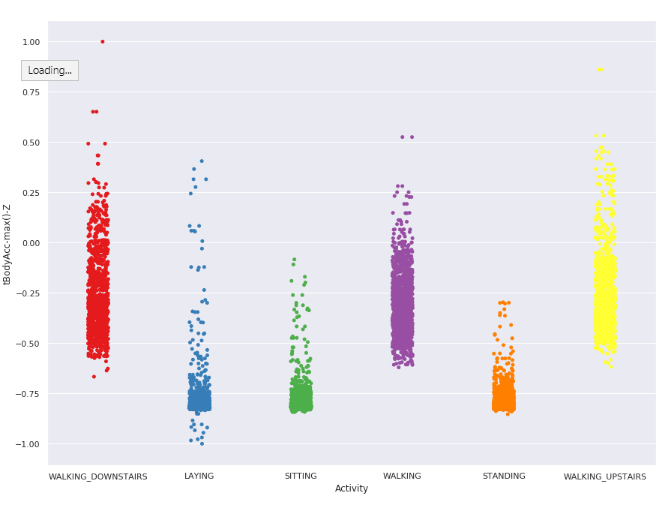 1.00
Loading...
0.75
0.50
0.25
0.00
−0.25
−0.50
−0.75
−1.00
tBodyAcc-max()-Z
WALKING_DOWNSTAIRS LAYING SITTING WALKING STANDING WALKING_UPSTAIRS
Activity